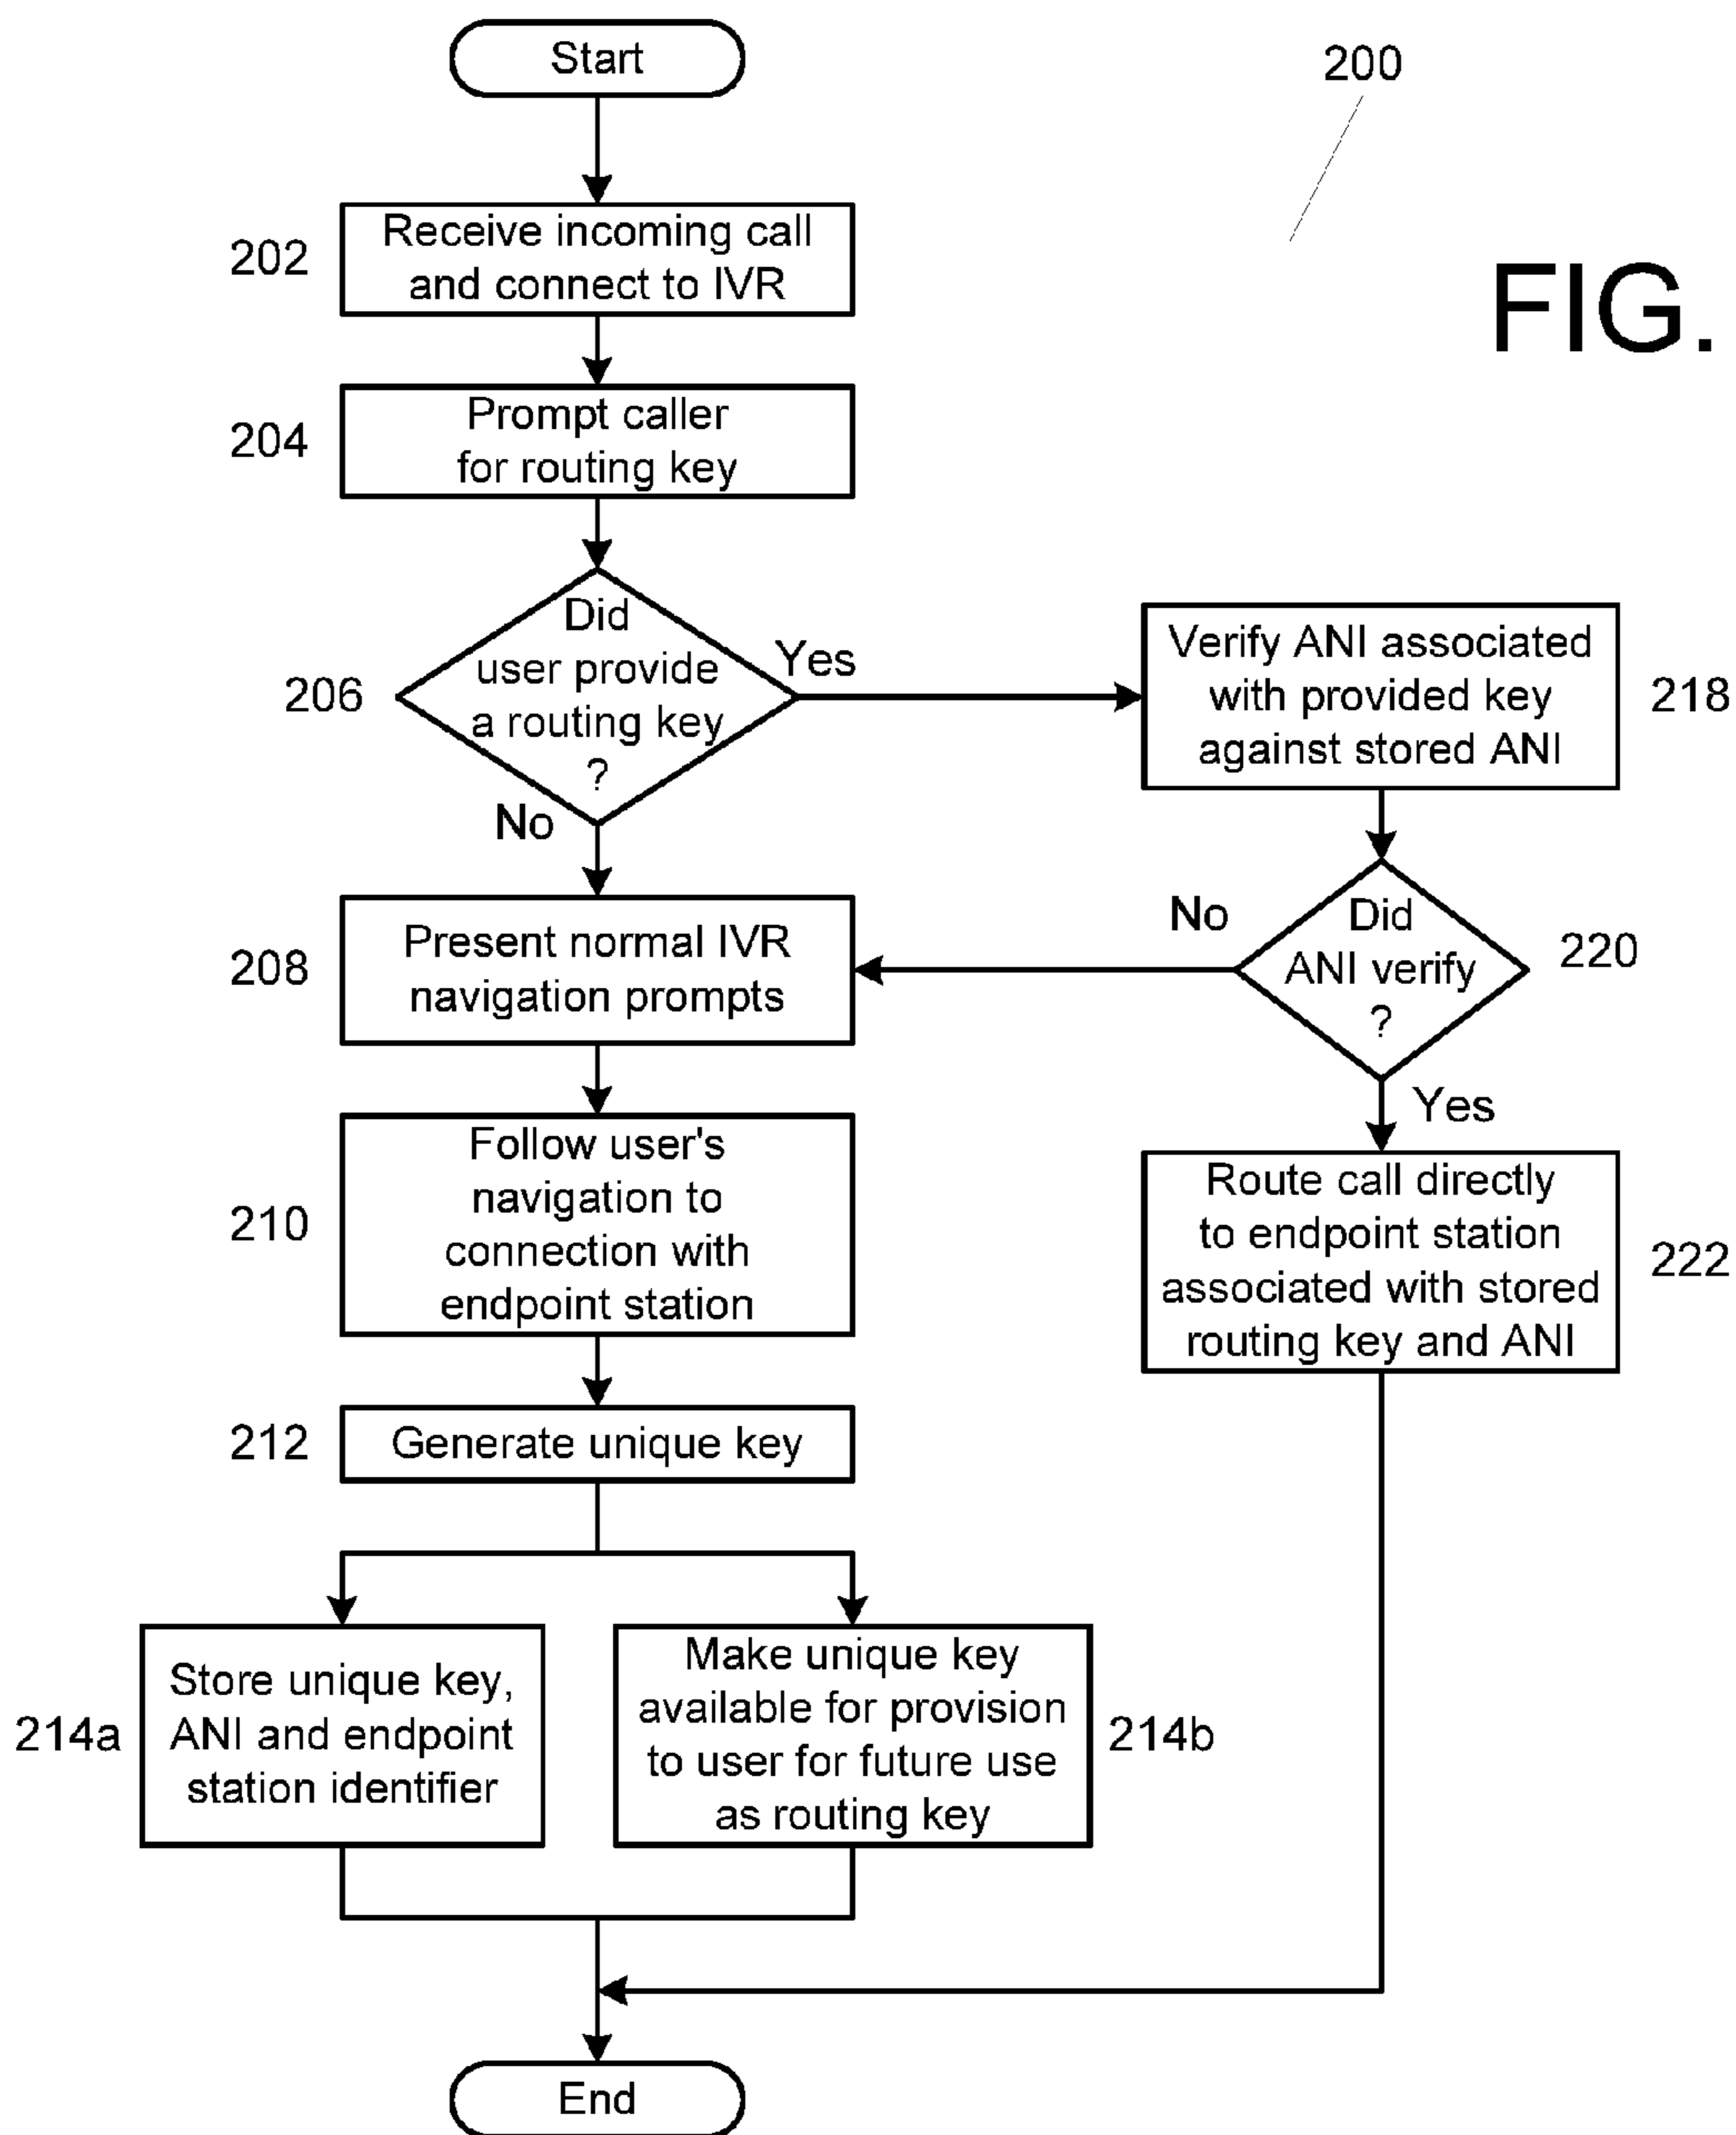 Start
200
FIG.
202
Receive incoming call
and connect to IVR
204
Prompt caller
for routing key
206
Did
user provide
a routing key
?
Yes
No
Verify ANI associated
with provided key
against stored ANI
218
208
Present normal IVR
navigation prompts
No
Did
ANI verify
?
220
Yes
210
Follow user's
navigation to
connection with
endpoint station
Route call directly
to endpoint station
associated with stored
routing key and ANI
222
212
Generate unique key
214a
Store unique key,
ANI and endpoint
station identifier
Make unique key
available for provision
to user for future use
as routing key
214b
End